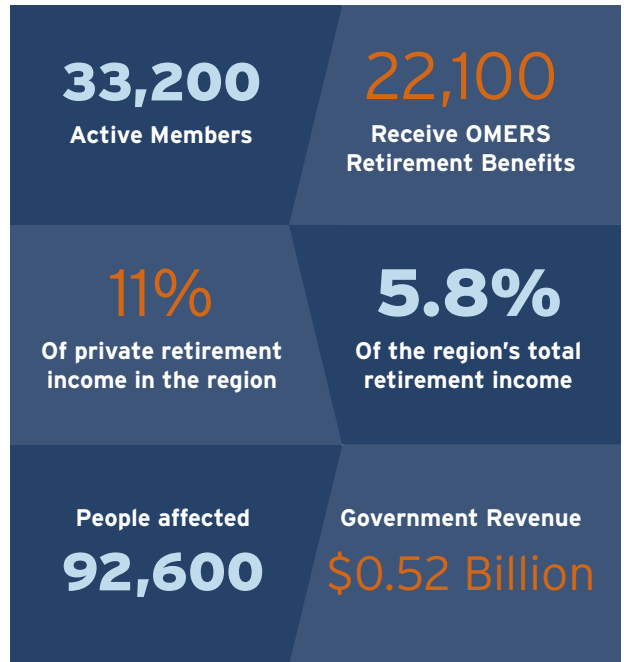 33,200
Active Members
22,100
Receive OMERS
Retirement Benefits
11%
Of private retirement
income in the region
5.8%
Of the region's total
retirement income
People affected
92,600
Government Revenue
$0.52 Billion